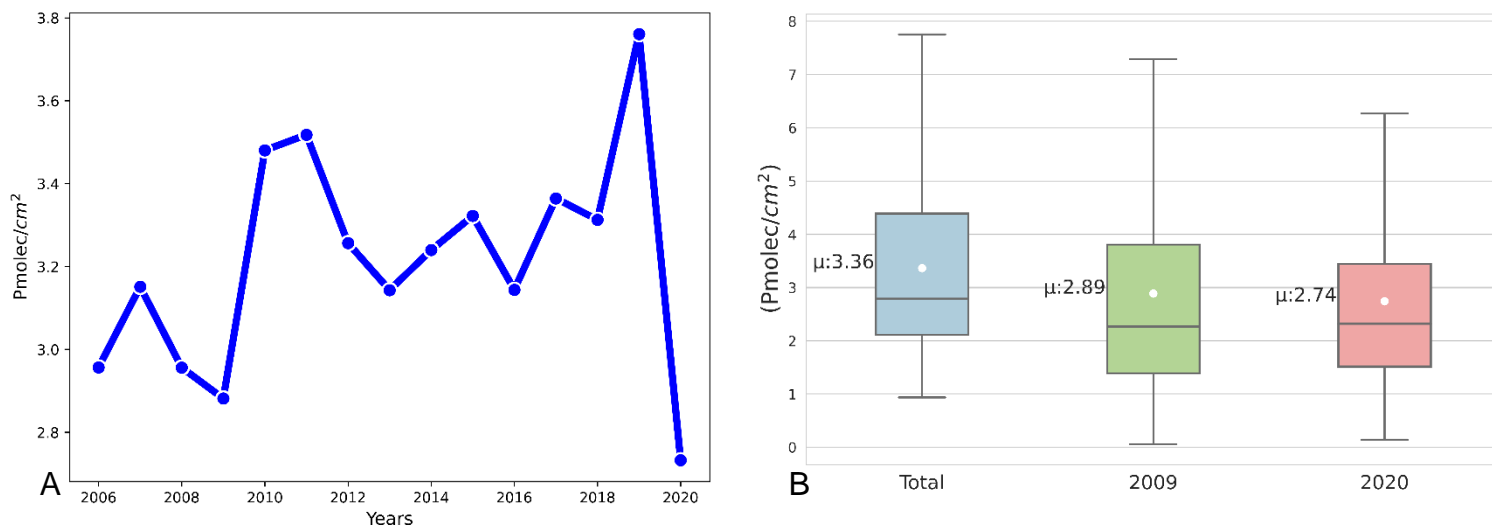 3.8
3.6
3.4
3.2
3.0
2.8
Pmolec/cm²
2006 2008 2010 2012 2014 2016 2018 2020
Years
A
8
7
6
5
4
3
2
1
0
(Pmolec/cm²)
μ:3.36
μ:2.89
μ:2.74
Total 2009 2020
B